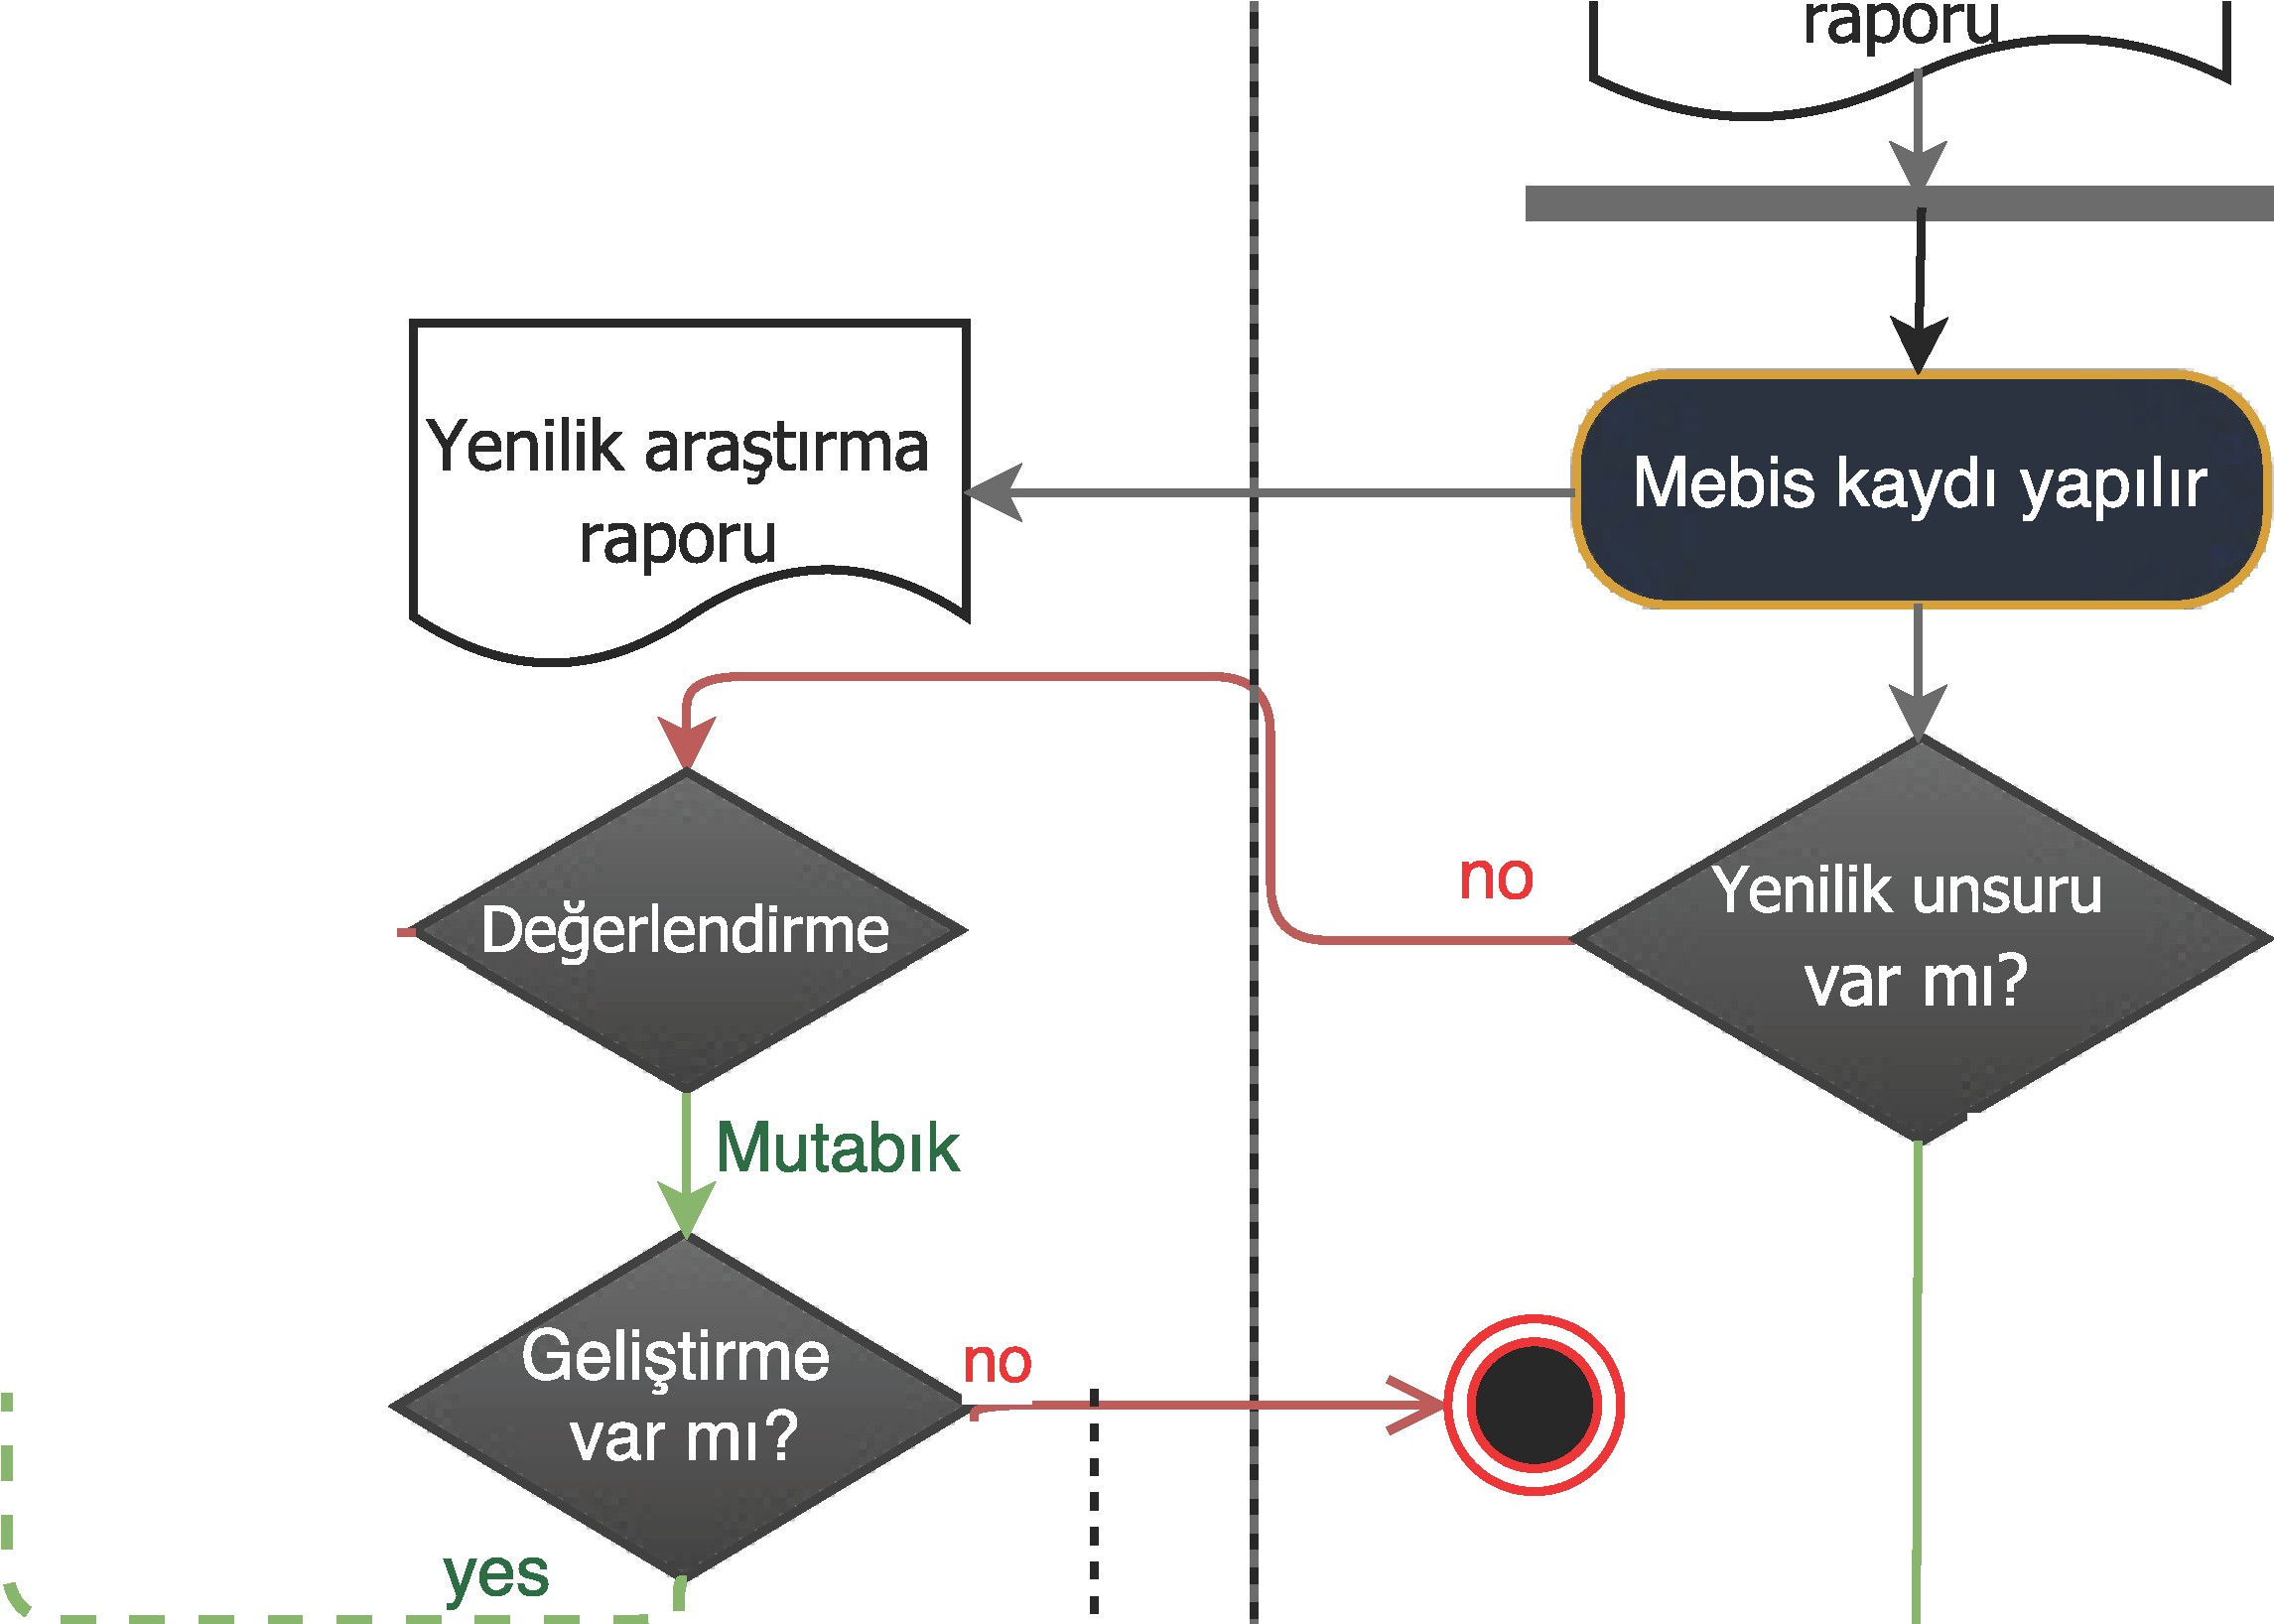 raporu
Yenilik araştırma
raporu
Mebis kaydı yapılır
no
Yenilik unsuru
var mı?
Değerlendirme
Mutabık
Geliştirme
var mı?
no
yes